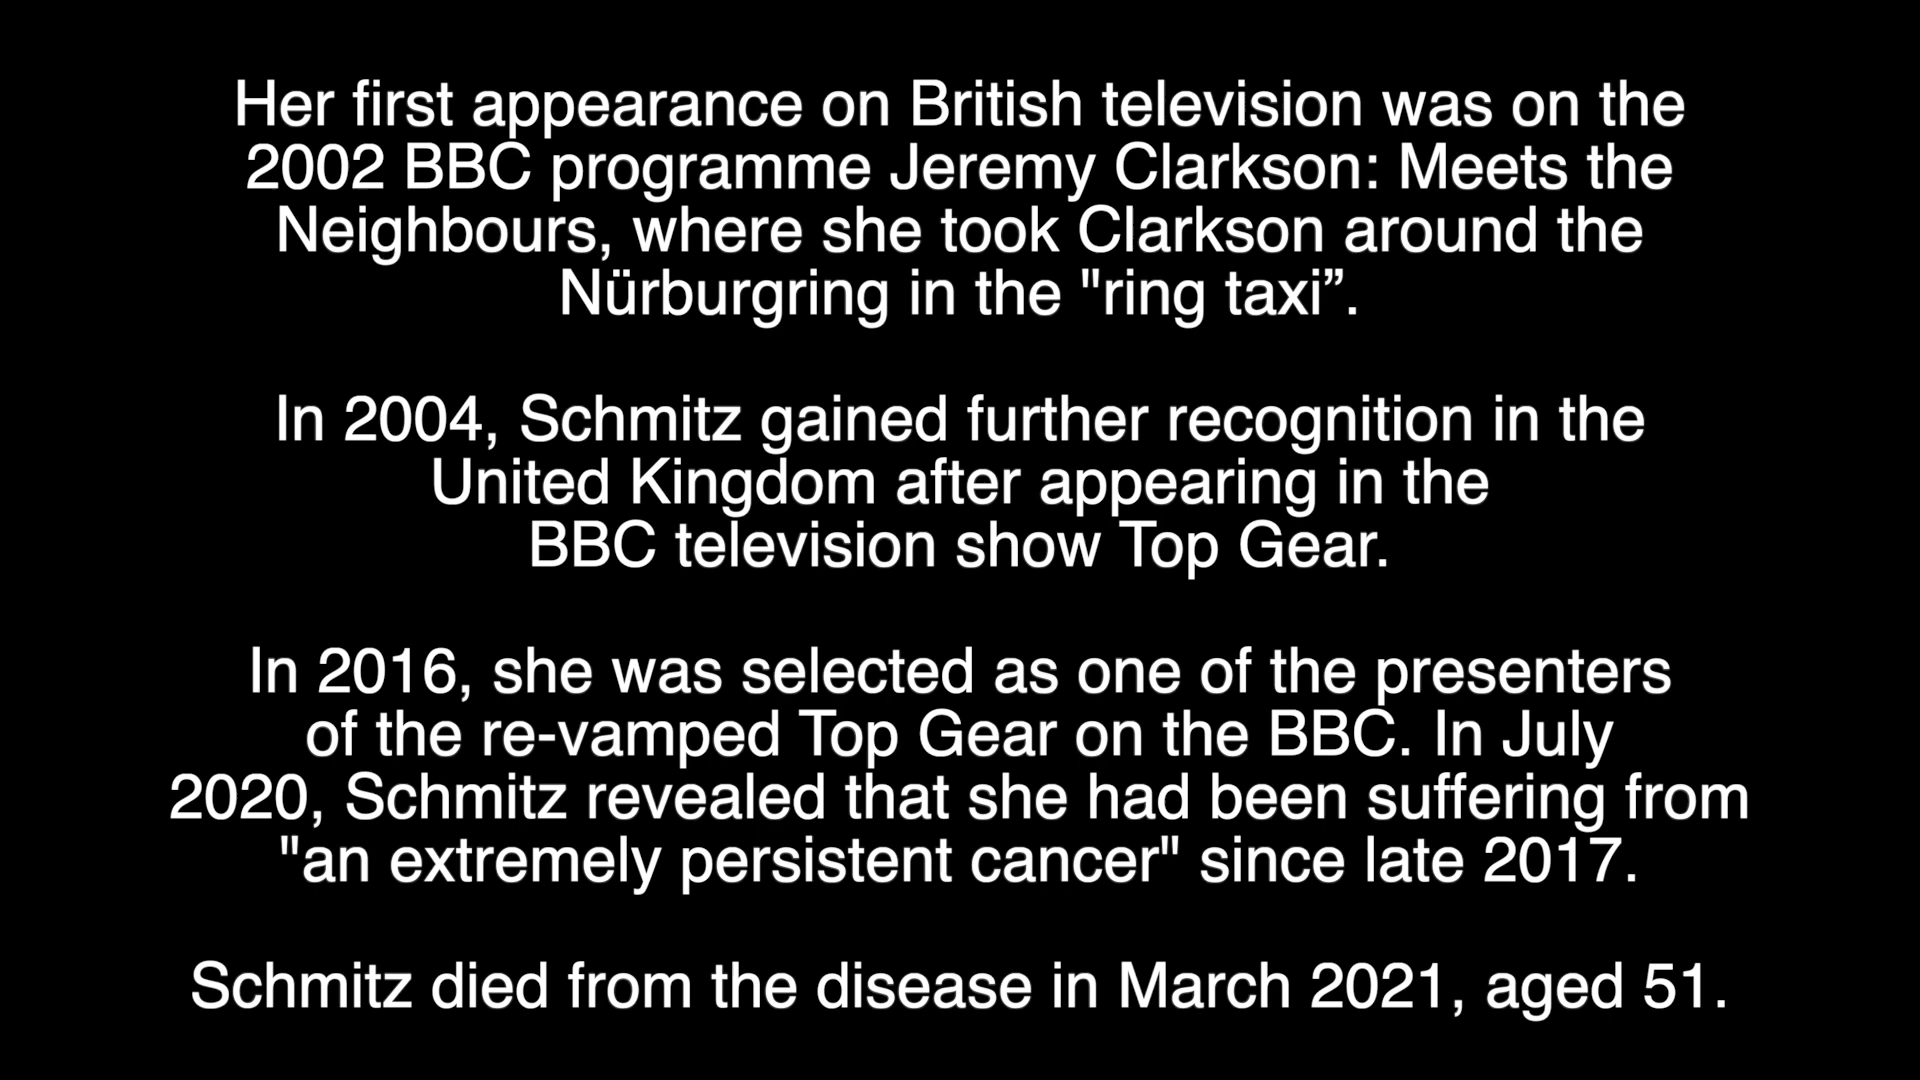 Her first appearance on British television was on the
2002 BBC programme Jeremy Clarkson: Meets the
Neighbours, where she took Clarkson around the
Nürburgring in the "ring taxi”.
In 2004, Schmitz gained further recognition in the
United Kingdom after appearing in the
BBC television show Top Gear.
In 2016, she was selected as one of the presenters
of the re-vamped Top Gear on the BBC. In July
2020, Schmitz revealed that she had been suffering from
"an extremely persistent cancer" since late 2017.
Schmitz died from the disease in March 2021, aged 51.